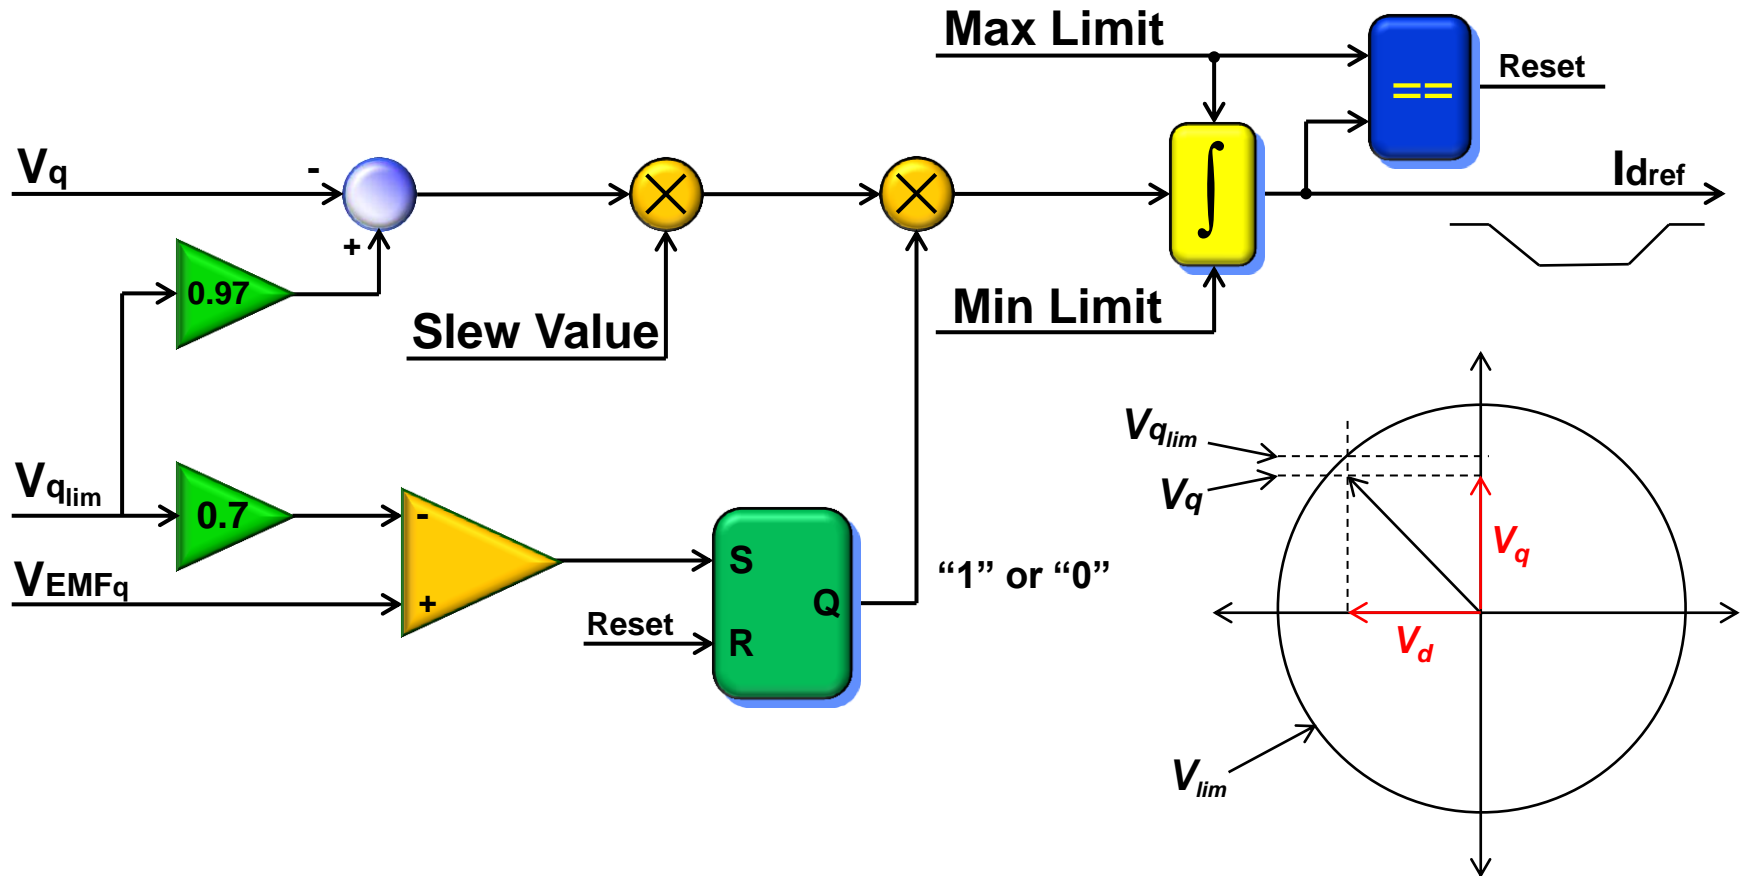 Max Limit
Reset
==
Vq
-
Idref
+
0.97
∫
Slew Value
Min Limit
Vqlim
Vq
Vqlim
0.7
-
Vq
VEMFq
+
S
Q
R
Reset
“1” or “0”
Vd
Vlim